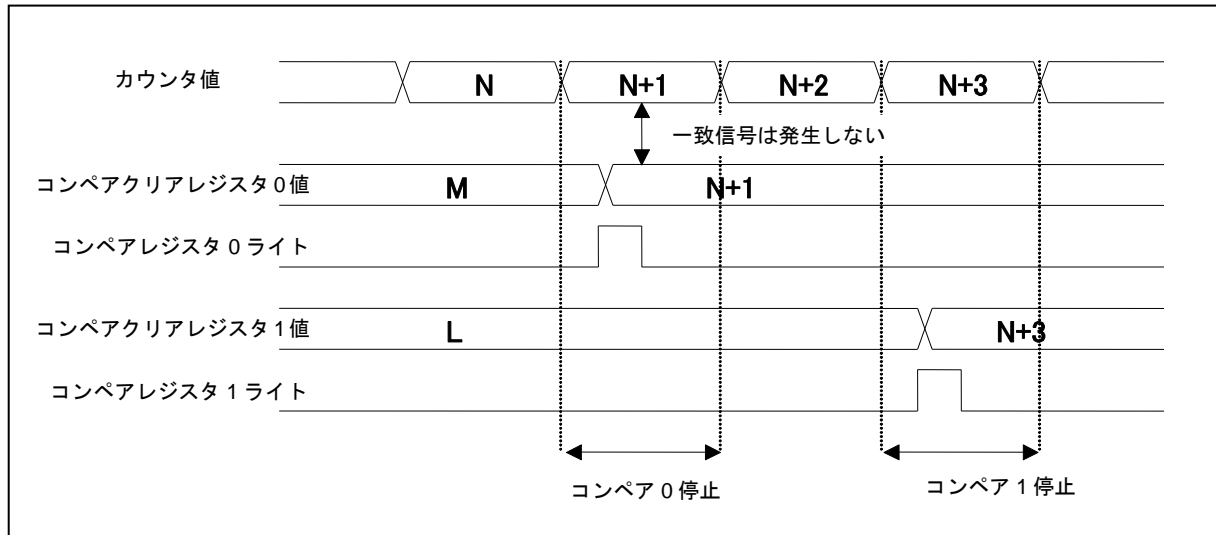 カウンタ値
N
N+1
N+2
N+3
一致信号は発生しない
コンペアクリアレジスタ0値
M
N+1
コンペアレジスタ0ライト
コンペアクリアレジスタ1値
L
N+3
コンペアレジスタ1ライト
コンペア0停止
コンペア1停止